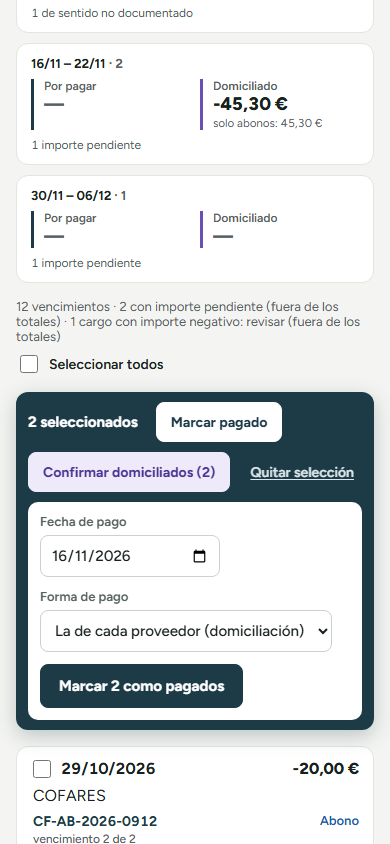 1 de sentido no documentado
16/11 – 22/11 · 2
Por pagar
—
Domiciliado
-45,30 €
solo abonos: 45,30 €
1 importe pendiente
30/11 – 06/12 · 1
Por pagar
—
Domiciliado
—
1 importe pendiente
12 vencimientos · 2 con importe pendiente (fuera de los
totales) · 1 cargo con importe negativo: revisar (fuera de los
totales)
Seleccionar todos
2 seleccionados
Marcar pagado
Confirmar domiciliados (2)
Quitar selección
Fecha de pago
16/11/2026
Forma de pago
La de cada proveedor (domiciliación)
Marcar 2 como pagados
29/10/2026
-20,00 €
COFARES
CF-AB-2026-0912
Abono
vencimiento 2 de 2